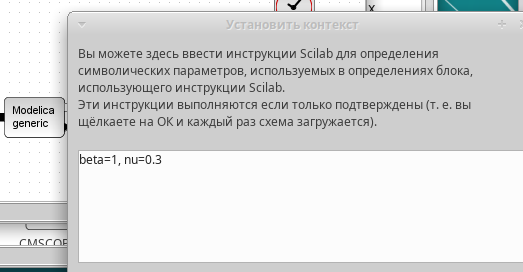 x
Установить контекст
Вы можете здесь ввести инструкции Scilab для определения
символических параметров, используемых в определениях блока,
использующего инструкции Scilab.
Эти инструкции выполняются если только подтверждены (т. е. вы
щёлкаете на ОК и каждый раз схема загружается).
Modelica
generic
beta=1, nu=0.3